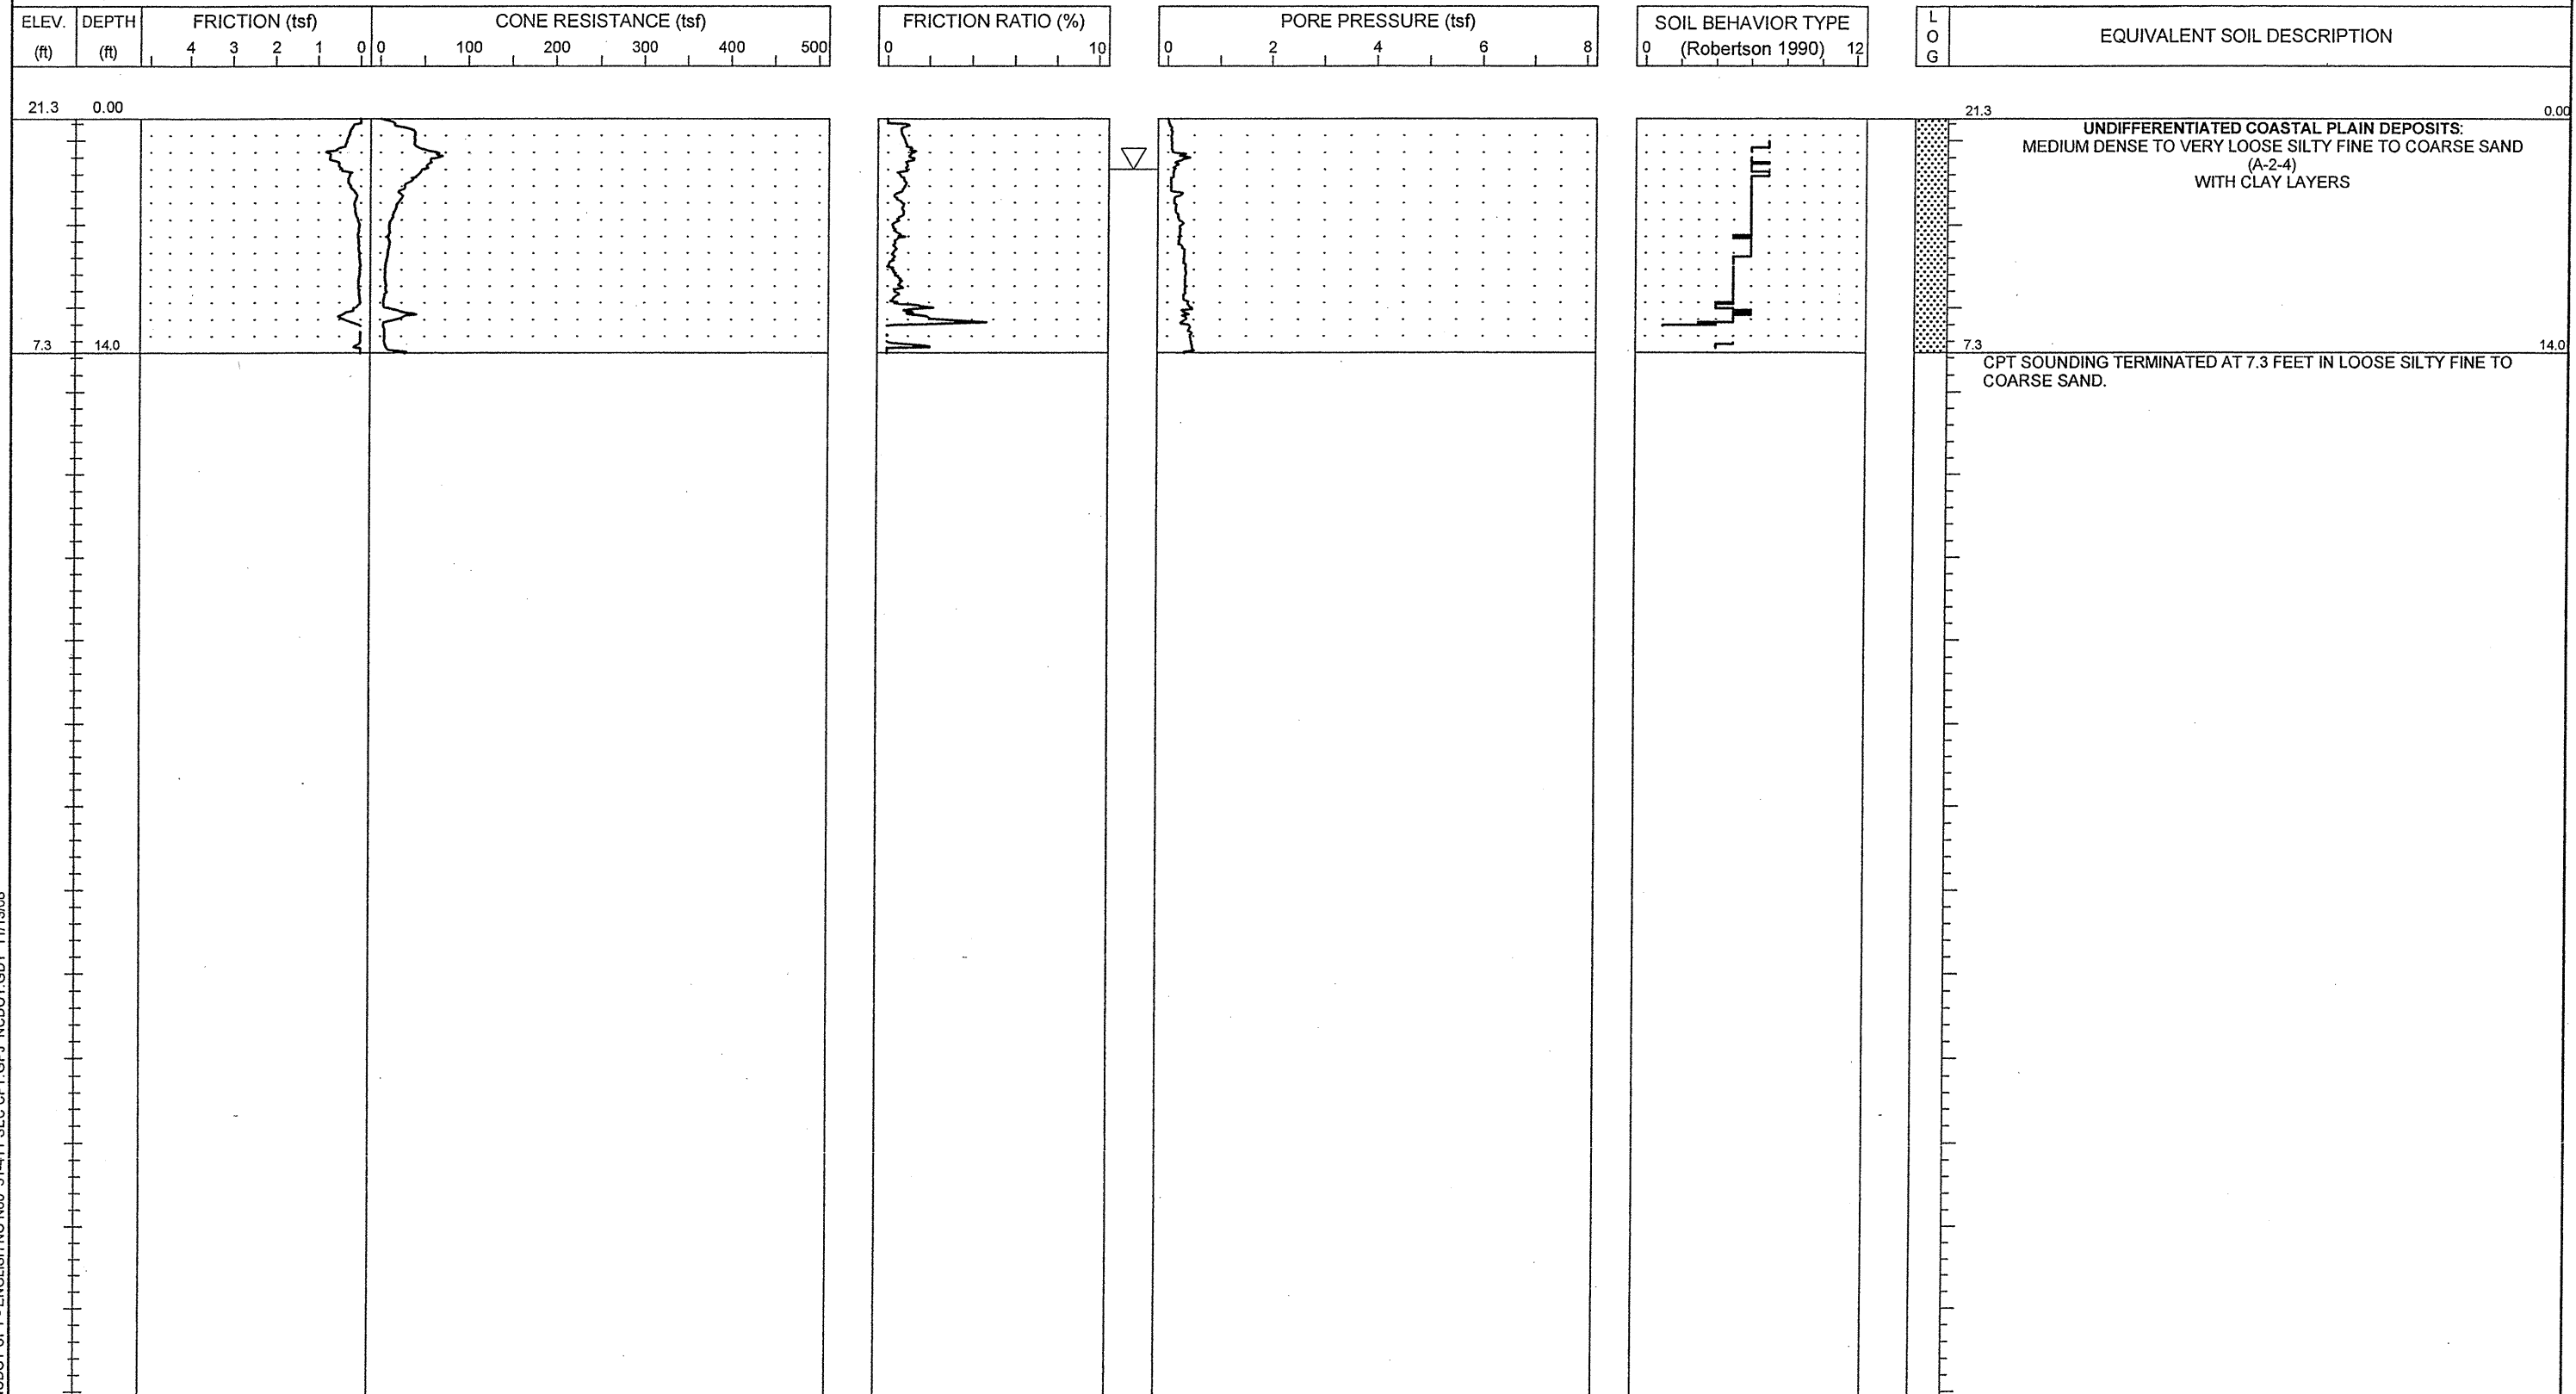 ELEV. (ft)
DEPTH (ft)
FRICTION (tsf)
4 3 2 1 0
CONE RESISTANCE (tsf)
0 100 200 300 400 500
FRICTION RATIO (%)
0 10
PORE PRESSURE (tsf)
0 2 4 6 8
SOIL BEHAVIOR TYPE
(Robertson 1990)
0 12
LOG
EQUIVALENT SOIL DESCRIPTION
21.3 0.00
21.3 0.00
UNDIFFERENTIATED COASTAL PLAIN DEPOSITS:
MEDIUM DENSE TO VERY LOOSE SILTY FINE TO COARSE SAND
(A-2-4)
WITH CLAY LAYERS
7.3 14.0
7.3 14.0
CPT SOUNDING TERMINATED AT 7.3 FEET IN LOOSE SILTY FINE TO
COARSE SAND.